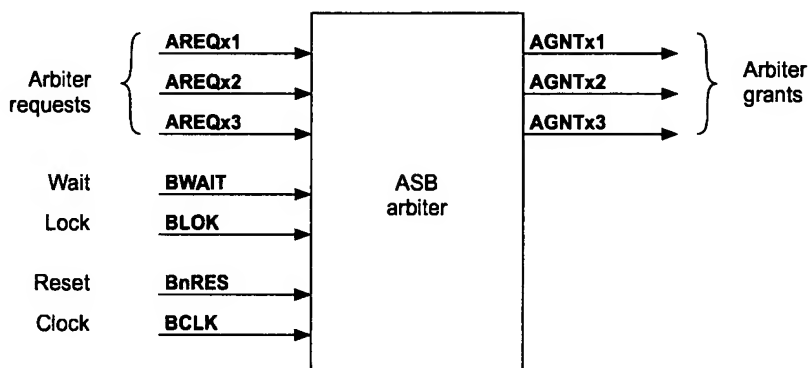 AREQx1
AREQx2
AREQx3
Arbiter
requests
Wait
BWAIT
Lock
BLOK
Reset
BnRES
Clock
BCLK
ASB
arbiter
AGNTx1
AGNTx2
AGNTx3
Arbiter
grants